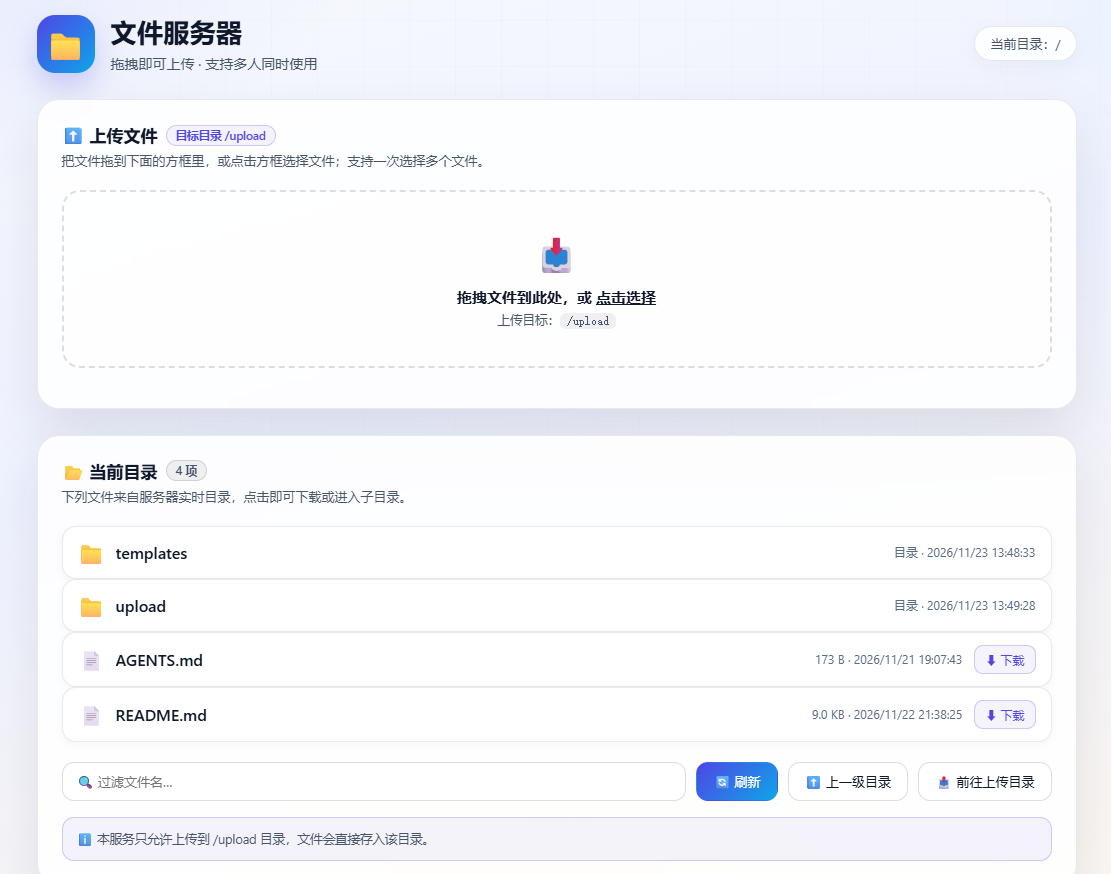 文件服务器
拖拽即可上传 · 支持多人同时使用
当前目录：/
上传文件 目标目录 /upload
把文件拖到下面的方框里，或点击方框选择文件；支持一次选择多个文件。
拖拽文件到此处，或 点击选择
上传目标： /upload
当前目录 4 项
下列文件来自服务器实时目录，点击即可下载或进入子目录。
templates 目录 · 2026/11/23 13:48:33
upload 目录 · 2026/11/23 13:49:28
AGENTS.md 173 B · 2026/11/21 19:07:43 下载
README.md 9.0 KB · 2026/11/22 21:38:25 下载
过滤文件名... 刷新 上一级目录 前往上传目录
本服务只允许上传到 /upload 目录，文件会直接存入该目录。